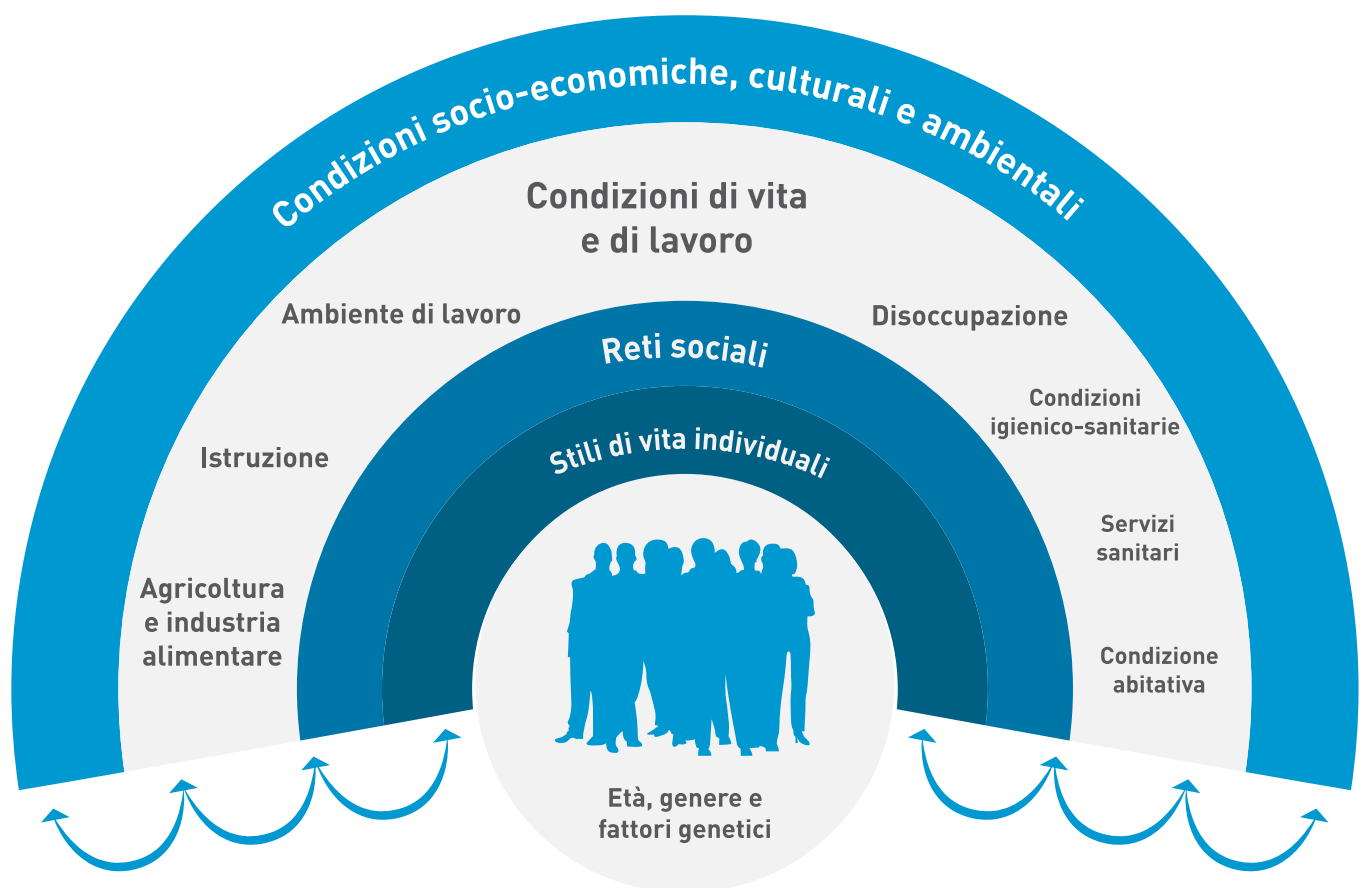 Condizioni socio-economiche, culturali e ambientali
Condizioni di vita
e di lavoro
Ambiente di lavoro
Disoccupazione
Reti sociali
Condizioni
igienico-sanitarie
Stili di vita individuali
Istruzione
Servizi
sanitari
Agricoltura
e industria
alimentare
Condizione
abitativa
Età, genere e
fattori genetici